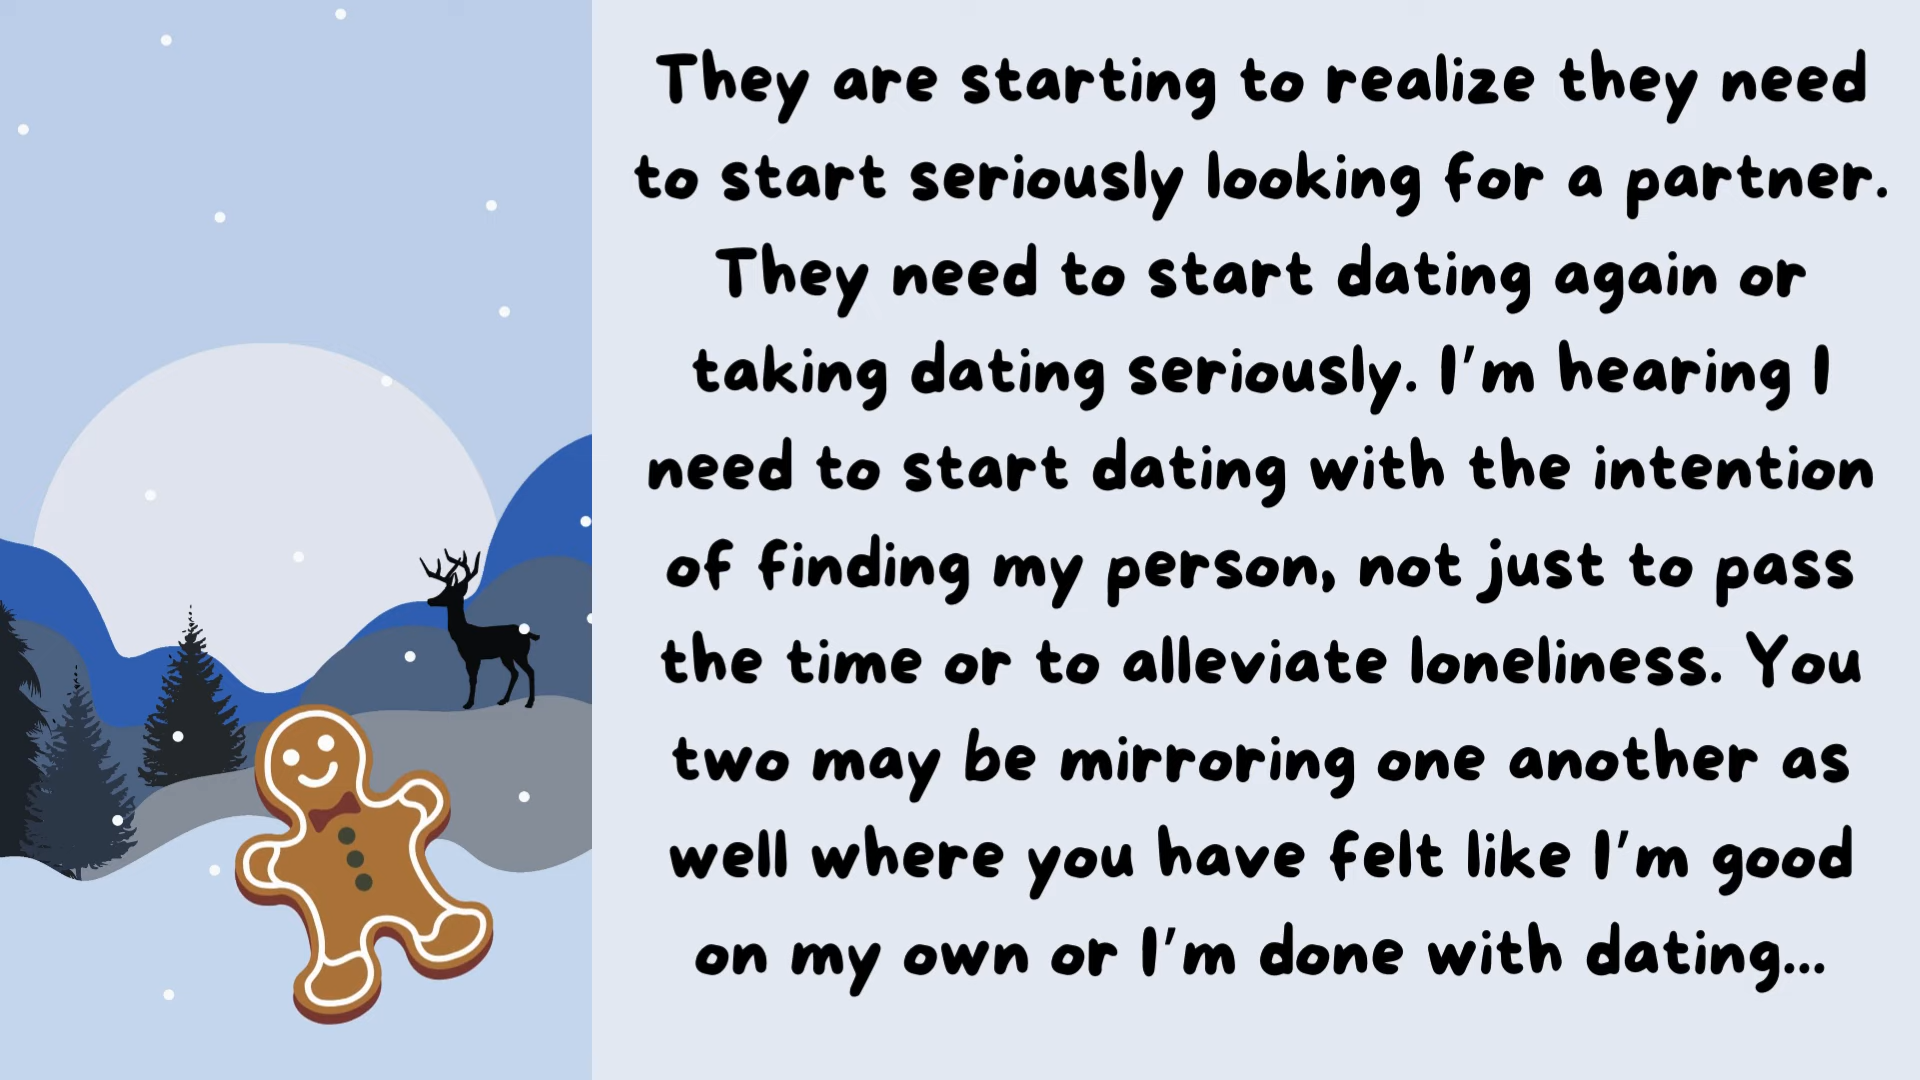 They are starting to realize they need
to start seriously looking for a partner.
They need to start dating again or
taking dating seriously. I'm hearing I
need to start dating with the intention
of finding my person, not just to pass
the time or to alleviate loneliness. You
two may be mirroring one another as
well where you have felt like I'm good
on my own or I'm done with dating...